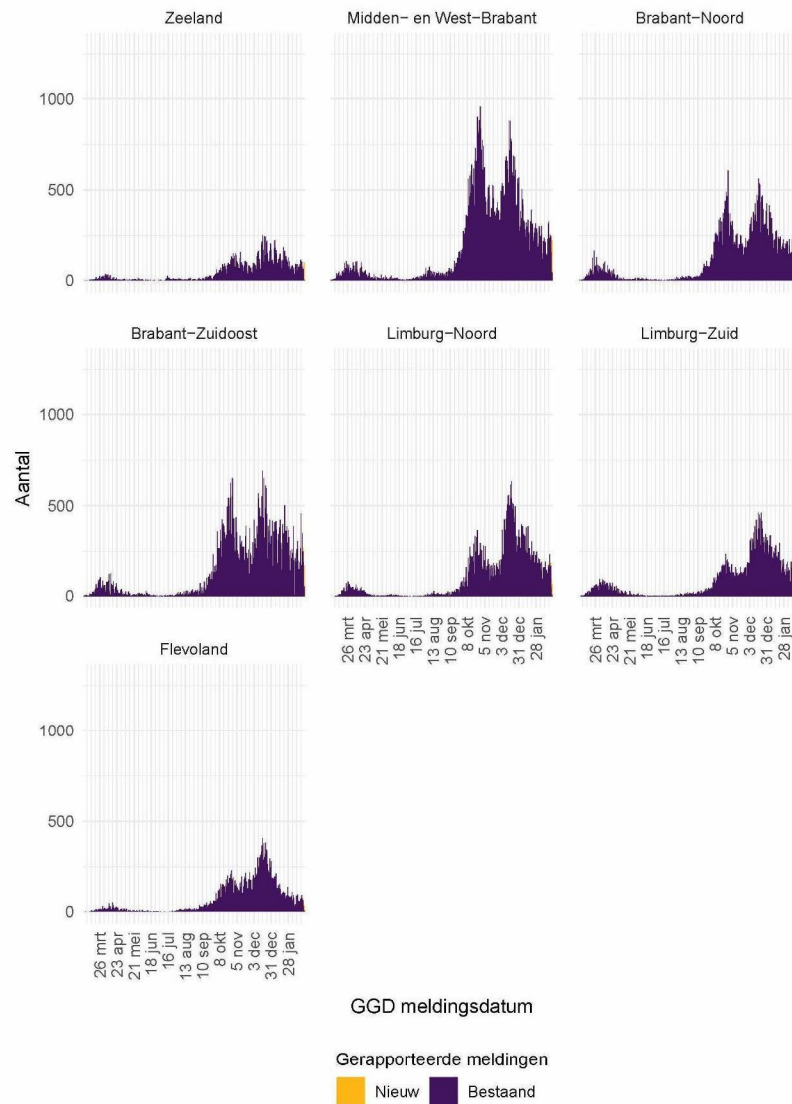 Zeeland
Midden- en West-Brabant
Brabant-Noord
1000
500
0
Brabant-Zuidoost
Limburg-Noord
Limburg-Zuid
1000
500
0
26 mrt
23 apr
21 mei
18 jun
16 jul
13 aug
10 sep
8 okt
5 nov
3 dec
31 dec
28 jan
26 mrt
23 apr
21 mei
18 jun
16 jul
13 aug
10 sep
8 okt
5 nov
3 dec
31 dec
28 jan
Flevoland
1000
500
0
26 mrt
23 apr
21 mei
18 jun
16 jul
13 aug
10 sep
8 okt
5 nov
3 dec
31 dec
28 jan
Aantal
GGD meldingsdatum
Gerapporteerde meldingen
Nieuw
Bestaand